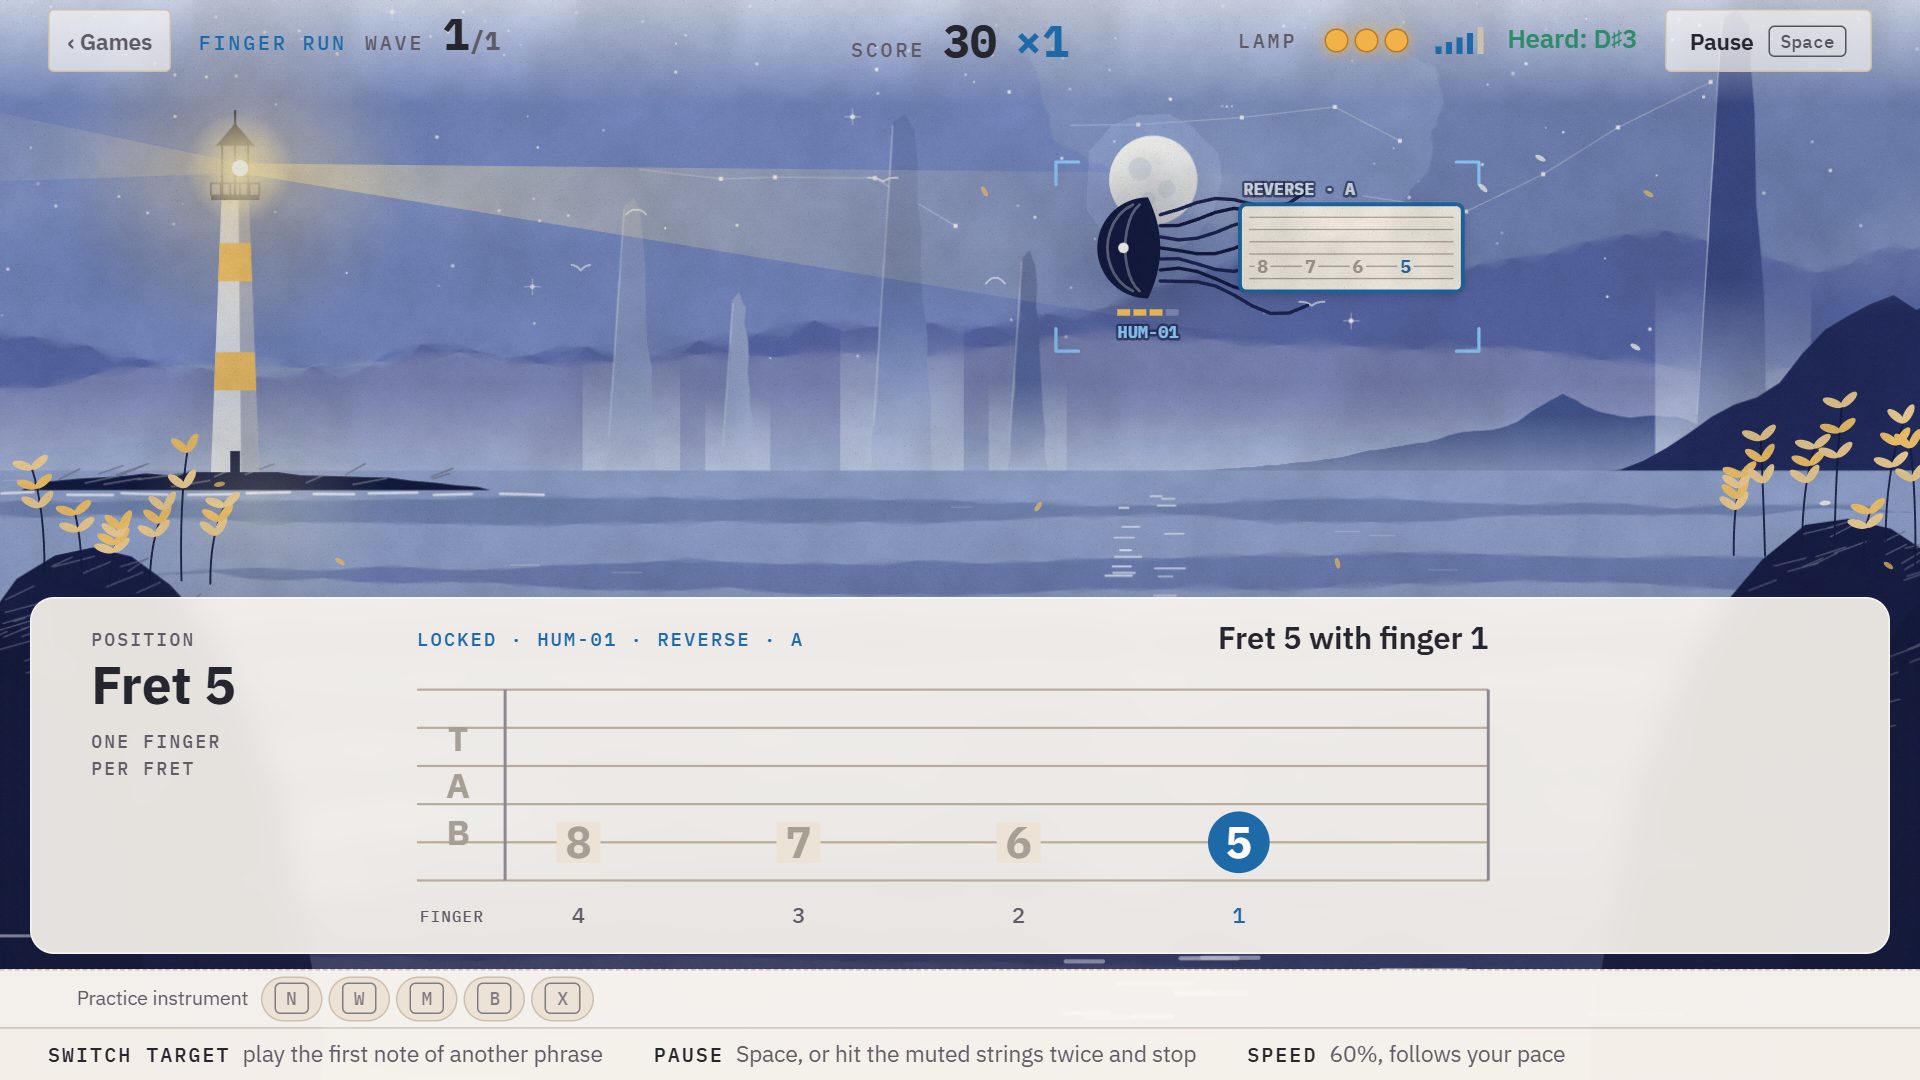 ‹ Games
FINGER RUN WAVE 1/1
SCORE 30 ×1
LAMP
Heard: D♯3
Pause Space
REVERSE · A
8 7 6 5
HUM-01
POSITION
Fret 5
ONE FINGER
PER FRET
LOCKED · HUM-01 · REVERSE · A
Fret 5 with finger 1
T
A
B
8 7 6 5
FINGER 4 3 2 1
Practice instrument N W M B X
SWITCH TARGET play the first note of another phrase PAUSE Space, or hit the muted strings twice and stop SPEED 60%, follows your pace